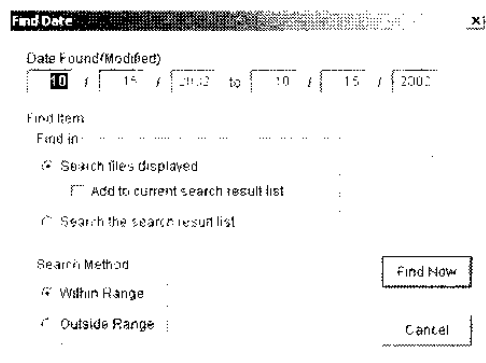 Find Date
Date Found(Modified)
10 / 15 / 2002 to 10 / 15 / 2002
Find Item
Find in
Search files displayed
Add to current search result list
Search the search result list
Search Method
Within Range
Outside Range
Find Now
Cancel